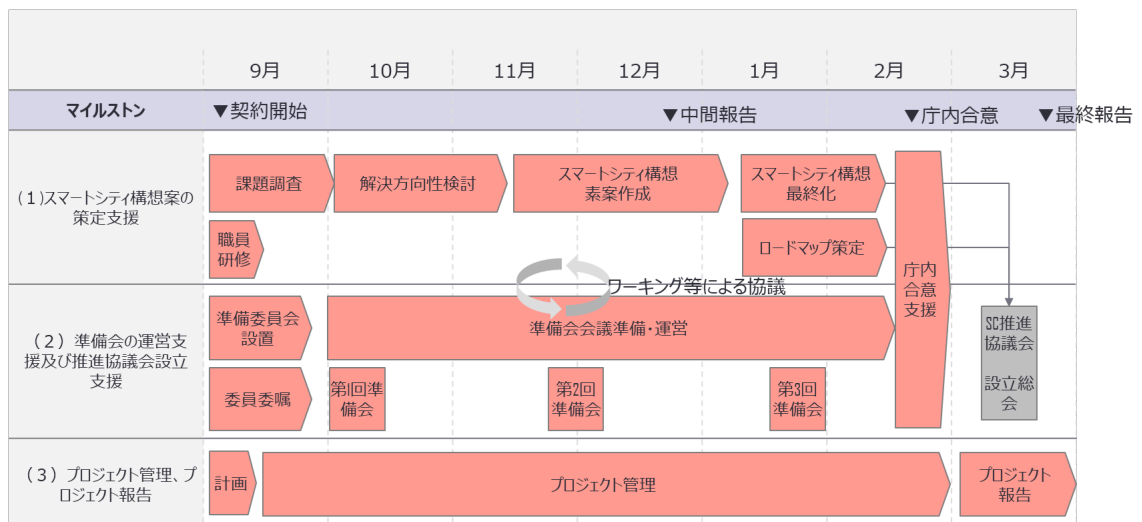 9月
10月
11月
12月
1月
2月
3月
マイルストン
▼契約開始
▼中間報告
▼庁内合意
▼最終報告
(1)スマートシティ構想案の
策定支援
課題調査
解決方向性検討
スマートシティ構想
素案作成
スマートシティ構想
最終化
職員
研修
ロードマップ策定
庁内
合意
支援
ワーキング等による協議
(2)準備会の運営支
援及び推進協議会設立
支援
準備委員会
設置
準備会会議準備・運営
SC推進
協議会
設立総
会
委員委嘱
第1回準
備会
第2回
準備会
第3回
準備会
(3)プロジェクト管理、プ
ロジェクト報告
計画
プロジェクト管理
プロジェクト
報告